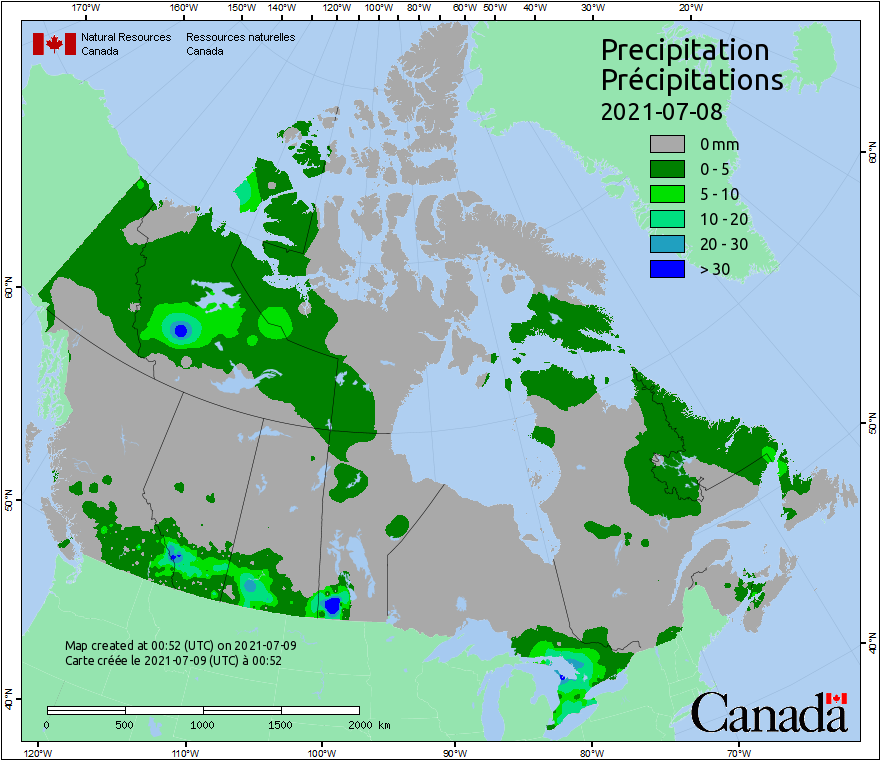 170°W 160°W 150°W 140°W 120°W 100°W 80°W 60°W 50°W 40°W 30°W 20°W
Natural Resources Ressources naturelles
Canada Canada
Precipitation
Précipitations
2021-07-08
0 mm
0 - 5
5 - 10
10 - 20
20 - 30
> 30
60°N
60°N
50°N
50°N
40°N
40°N
Map created at 00:52 (UTC) on 2021-07-09
Carte créée le 2021-07-09 (UTC) à 00:52
0 500 1000 1500 2000 km
Canada
120°W 110°W 100°W 90°W 80°W 70°W